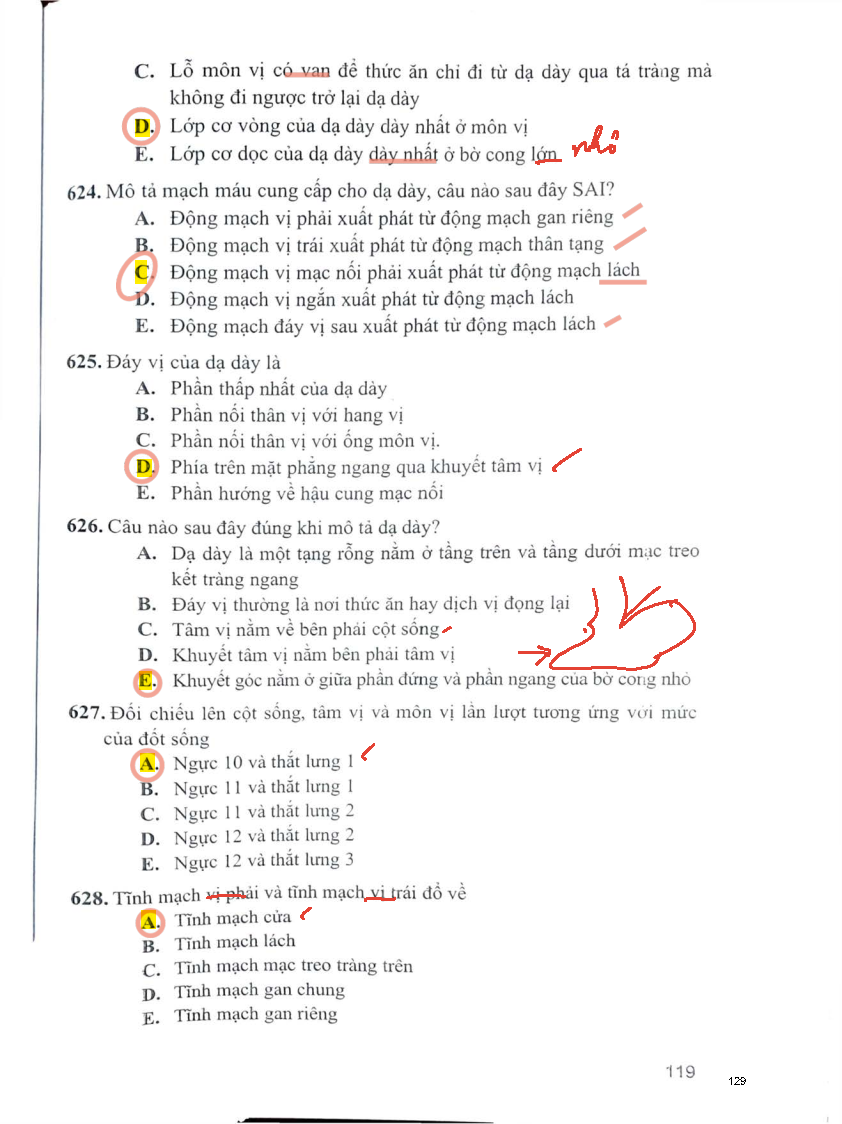 C. Lỗ môn vị có van để thức ăn chỉ đi từ dạ dày qua tá tràng mà
không đi ngược trở lại dạ dày
D. Lớp cơ vòng của dạ dày dày nhất ở môn vị
E. Lớp cơ dọc của dạ dày dày nhất ở bờ cong lớn nhỏ
624. Mô tả mạch máu cung cấp cho dạ dày, câu nào sau đây SAI?
A. Động mạch vị phải xuất phát từ động mạch gan riêng
B. Động mạch vị trái xuất phát từ động mạch thân tạng
C. Động mạch vị mạc nối phải xuất phát từ động mạch lách
D. Động mạch vị ngắn xuất phát từ động mạch lách
E. Động mạch đáy vị sau xuất phát từ động mạch lách
625. Đáy vị của dạ dày là
A. Phần thấp nhất của dạ dày
B. Phần nối thân vị với hang vị
C. Phần nối thân vị với ống môn vị.
D. Phía trên mặt phẳng ngang qua khuyết tâm vị
E. Phần hướng về hậu cung mạc nối
626. Câu nào sau đây đúng khi mô tả dạ dày?
A. Dạ dày là một tạng rỗng nằm ở tầng trên và tầng dưới mạc treo
kết tràng ngang
B. Đáy vị thường là nơi thức ăn hay dịch vị đọng lại
C. Tâm vị nằm về bên phải cột sống
D. Khuyết tâm vị nằm bên phải tâm vị
E. Khuyết góc nằm ở giữa phần đứng và phần ngang của bờ cong nhỏ
627. Đối chiếu lên cột sống, tâm vị và môn vị lần lượt tương ứng với mức
của đốt sống
A. Ngực 10 và thắt lưng 1
B. Ngực 11 và thắt lưng 1
C. Ngực 11 và thắt lưng 2
D. Ngực 12 và thắt lưng 2
E. Ngực 12 và thắt lưng 3
628. Tĩnh mạch vị phải và tĩnh mạch vị trái đổ về
A. Tĩnh mạch cửa
B. Tĩnh mạch lách
C. Tĩnh mạch mạc treo tràng trên
D. Tĩnh mạch gan chung
E. Tĩnh mạch gan riêng
119
129